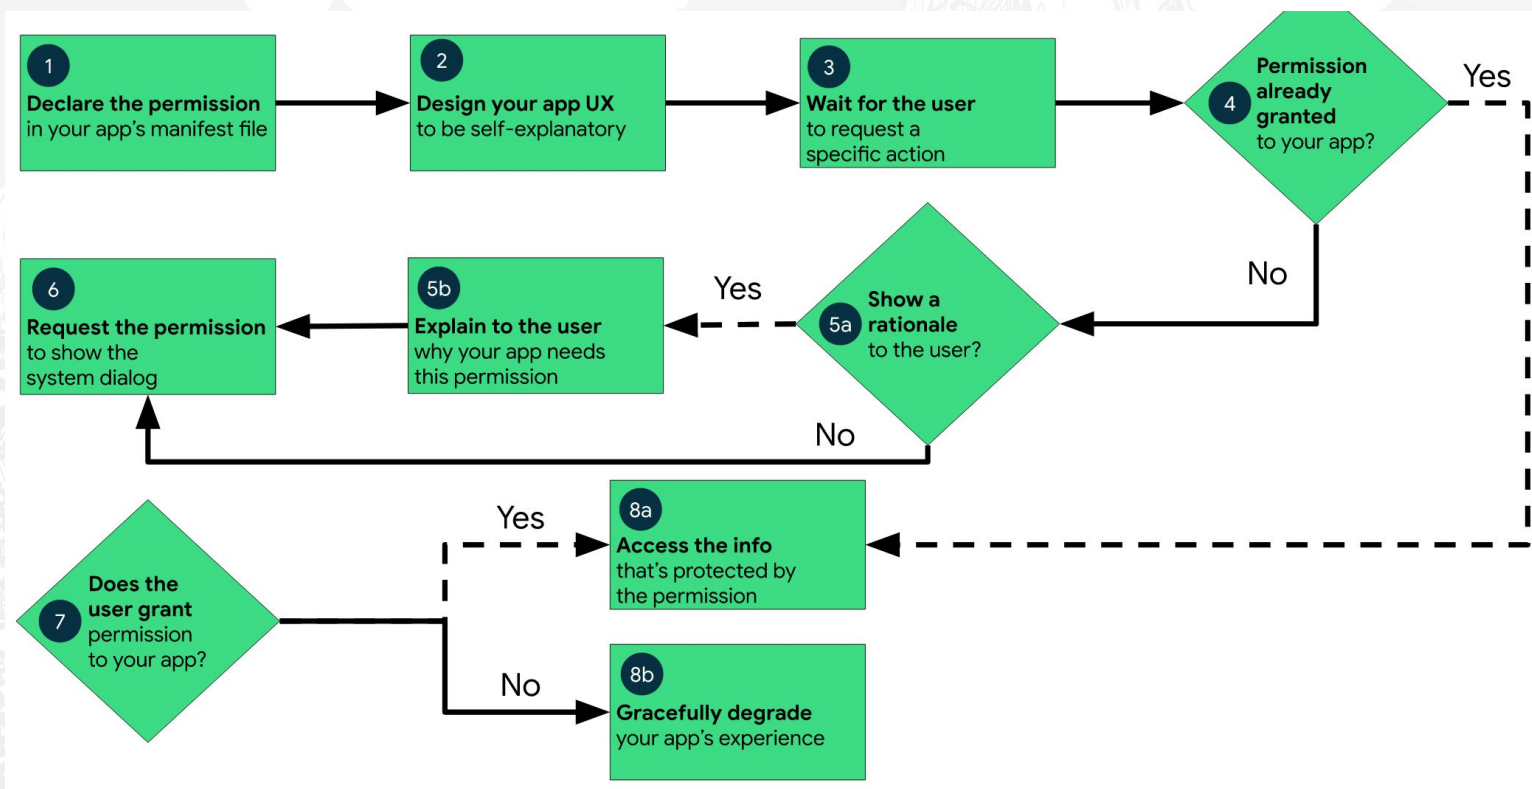 1
Declare the permission
in your app's manifest file
2
Design your app UX
to be self-explanatory
3
Wait for the user
to request a
specific action
4
Permission
already
granted
to your app?
Yes
No
5a
Show a
rationale
to the user?
Yes
No
5b
Explain to the user
why your app needs
this permission
6
Request the permission
to show the
system dialog
7
Does the
user grant
permission
to your app?
Yes
No
8a
Access the info
that's protected by
the permission
8b
Gracefully degrade
your app's experience